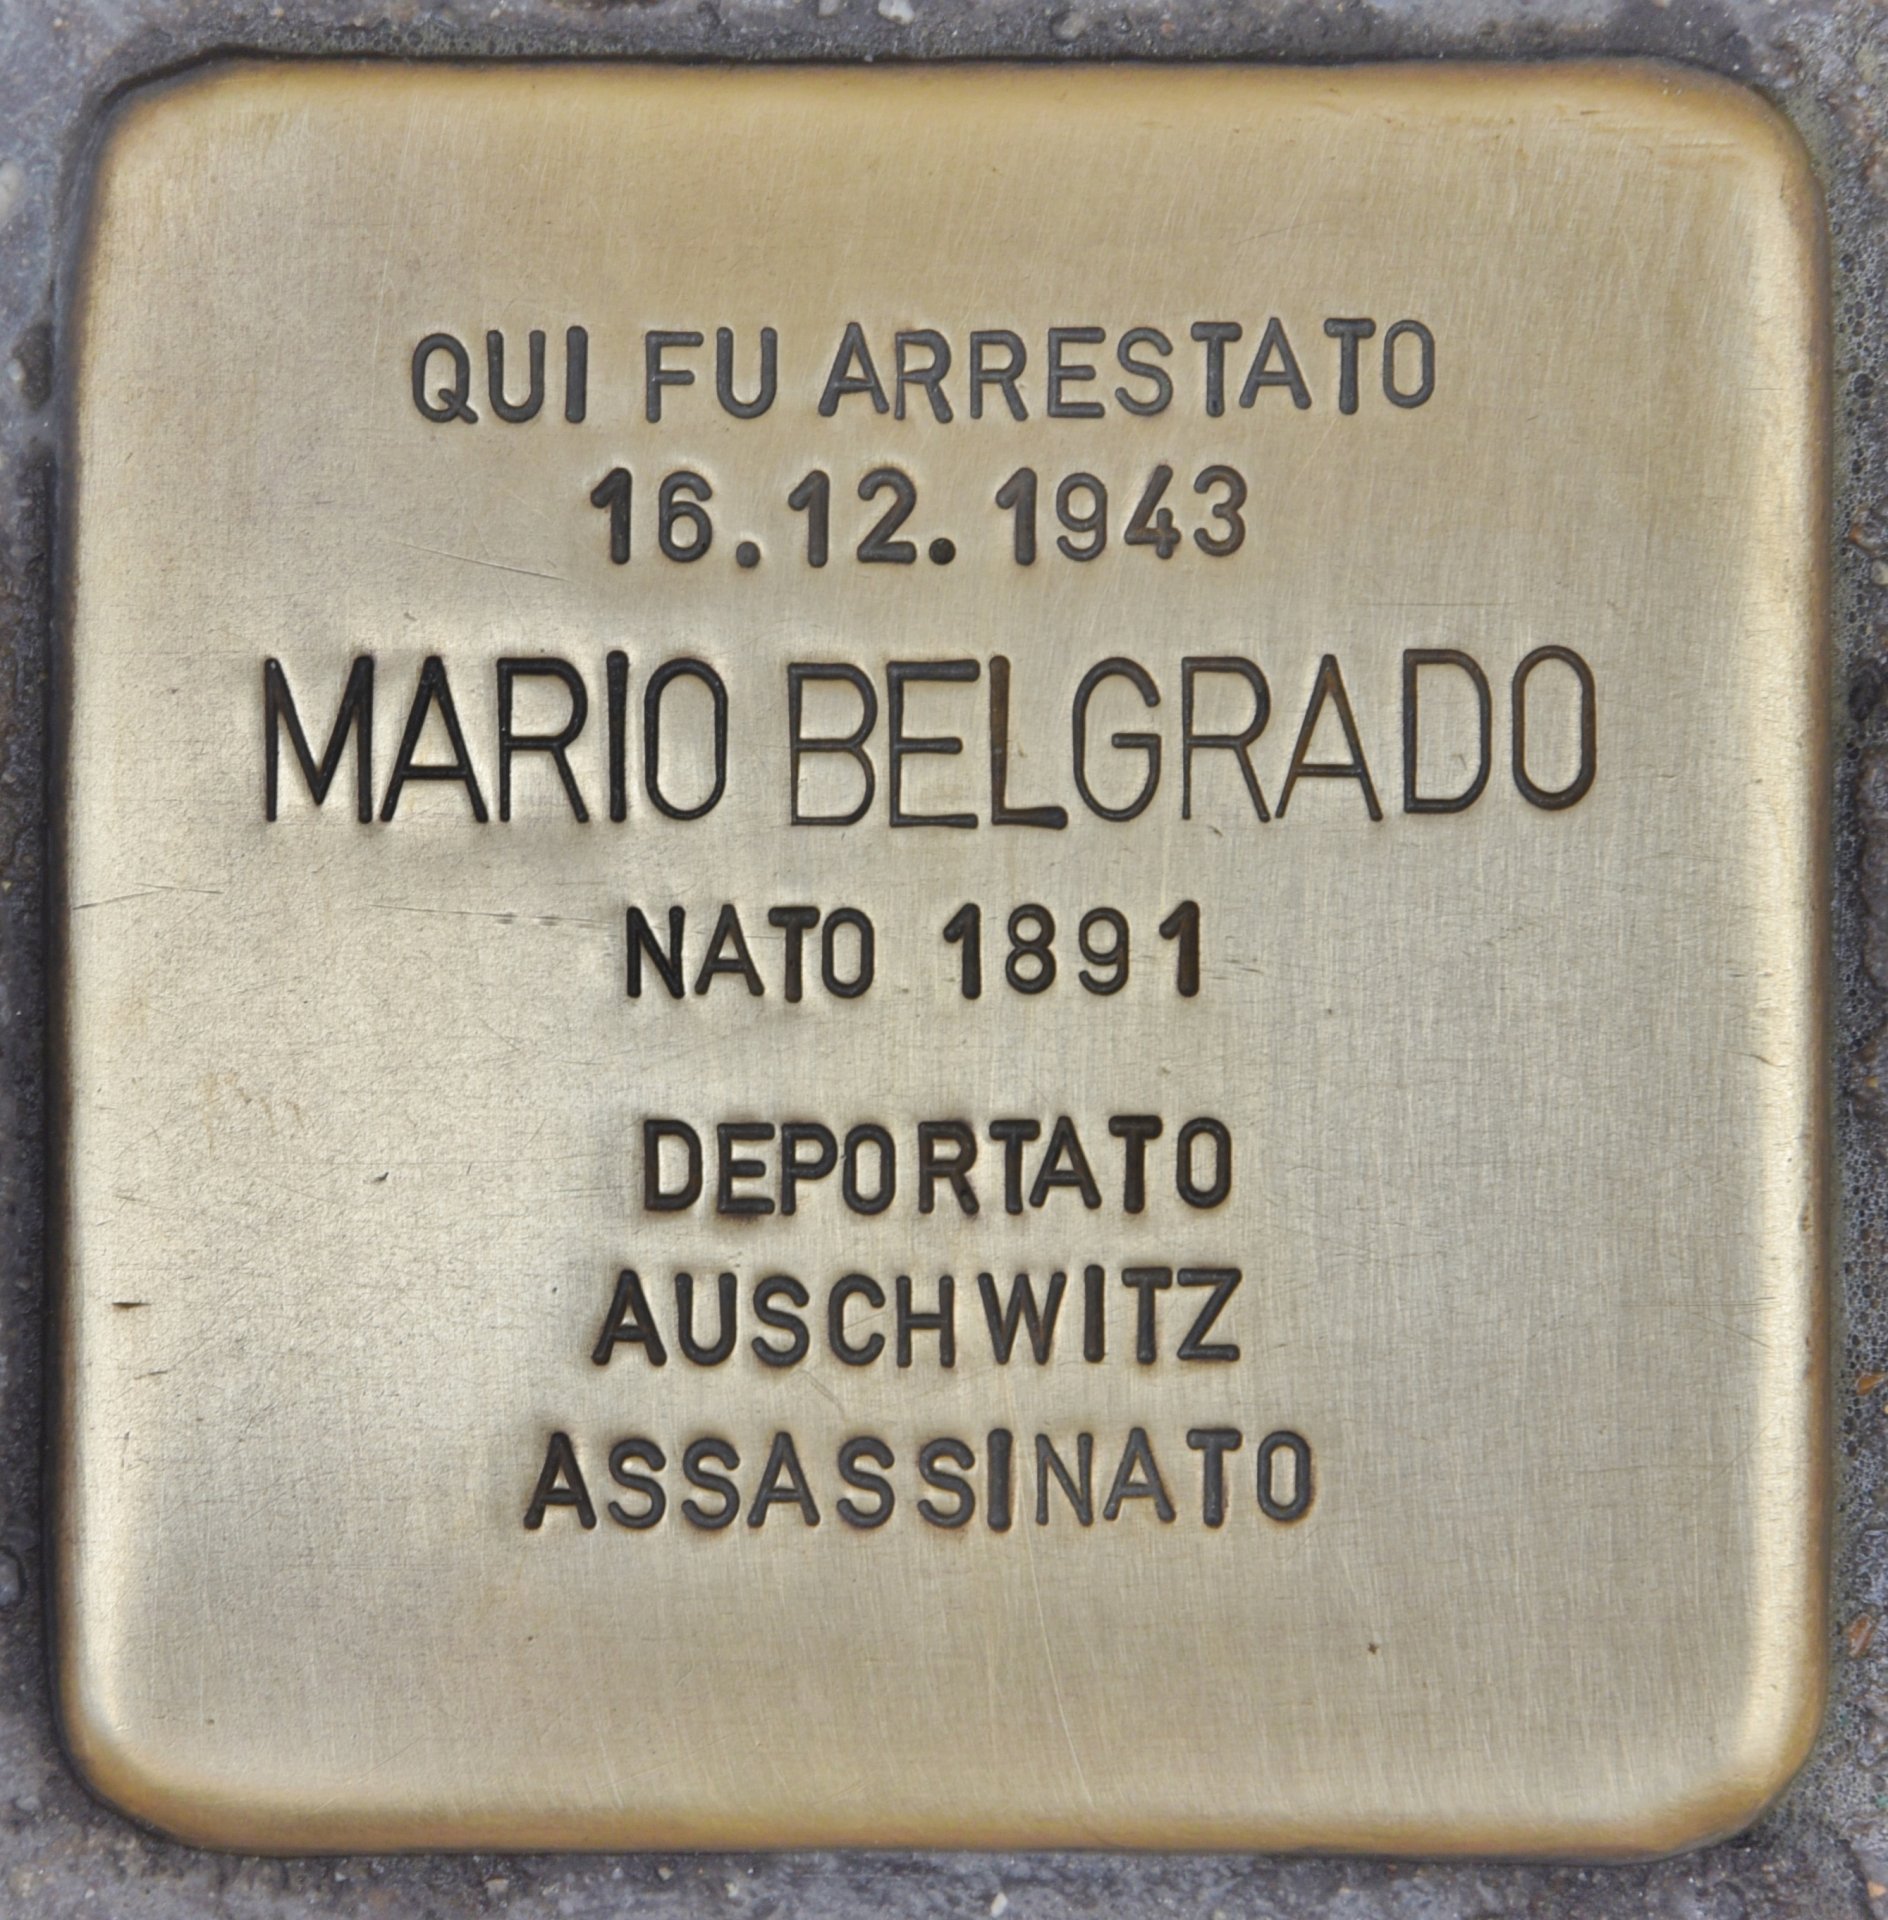 QUI FU ARRESTATO
16.12.1943
MARIO BELGRADO
NATO 1891
DEPORTATO
AUSCHWITZ
ASSASSINATO